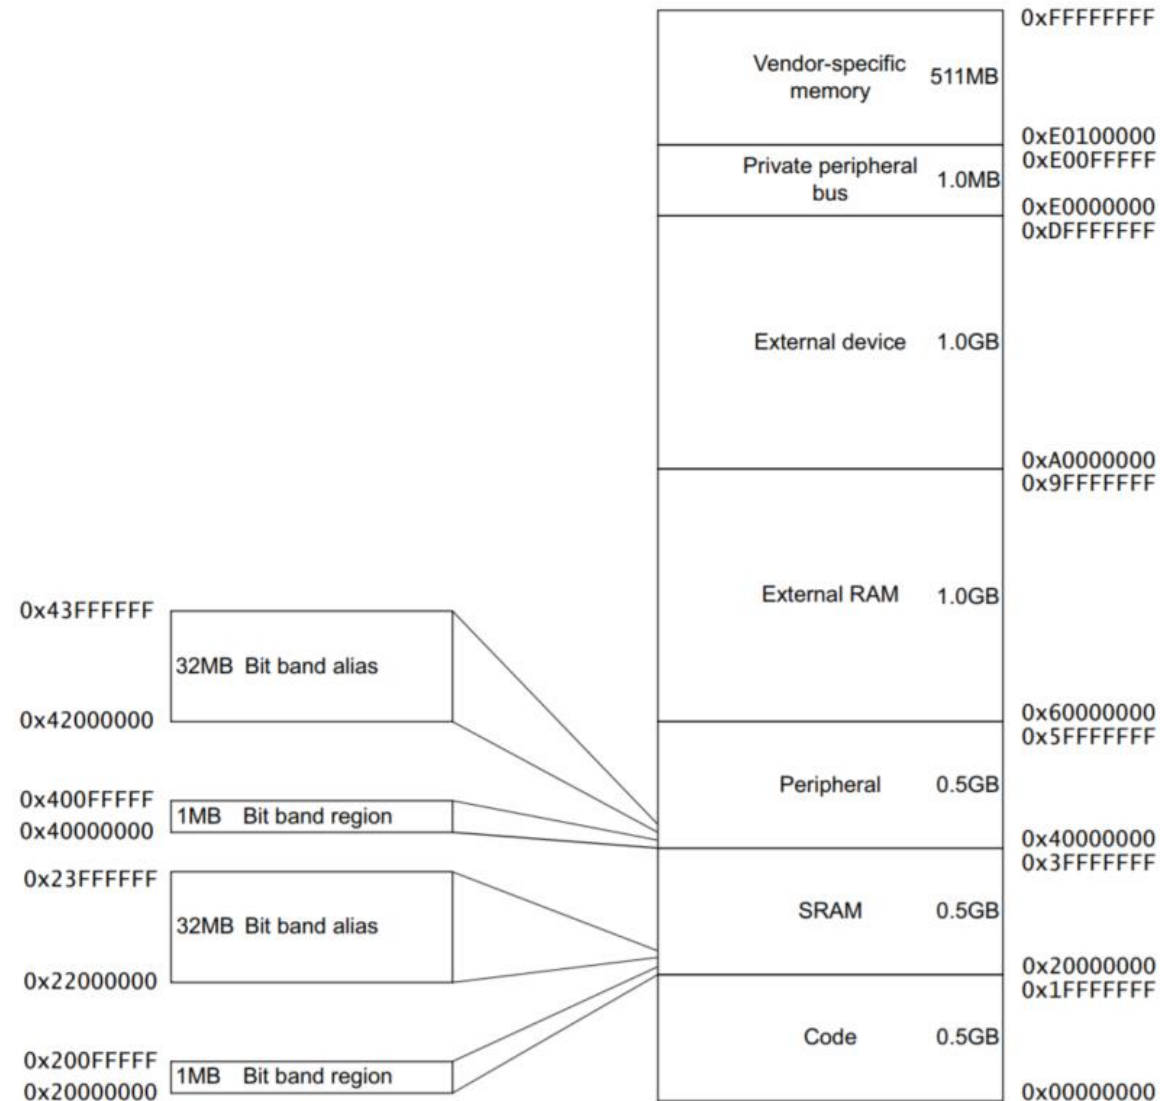 0xFFFFFFFF
Vendor-specific
memory
511MB
0xE0100000
0xE00FFFFF
Private peripheral
bus
1.0MB
0xE0000000
0xDFFFFFFF
External device 1.0GB
0xA0000000
0x9FFFFFFF
External RAM 1.0GB
0x60000000
0x5FFFFFFF
Peripheral 0.5GB
0x40000000
0x3FFFFFFF
SRAM 0.5GB
0x20000000
0x1FFFFFFF
Code 0.5GB
0x00000000
0x43FFFFFF
32MB Bit band alias
0x42000000
0x400FFFFF
1MB Bit band region
0x40000000
0x23FFFFFF
32MB Bit band alias
0x22000000
0x200FFFFF
1MB Bit band region
0x20000000